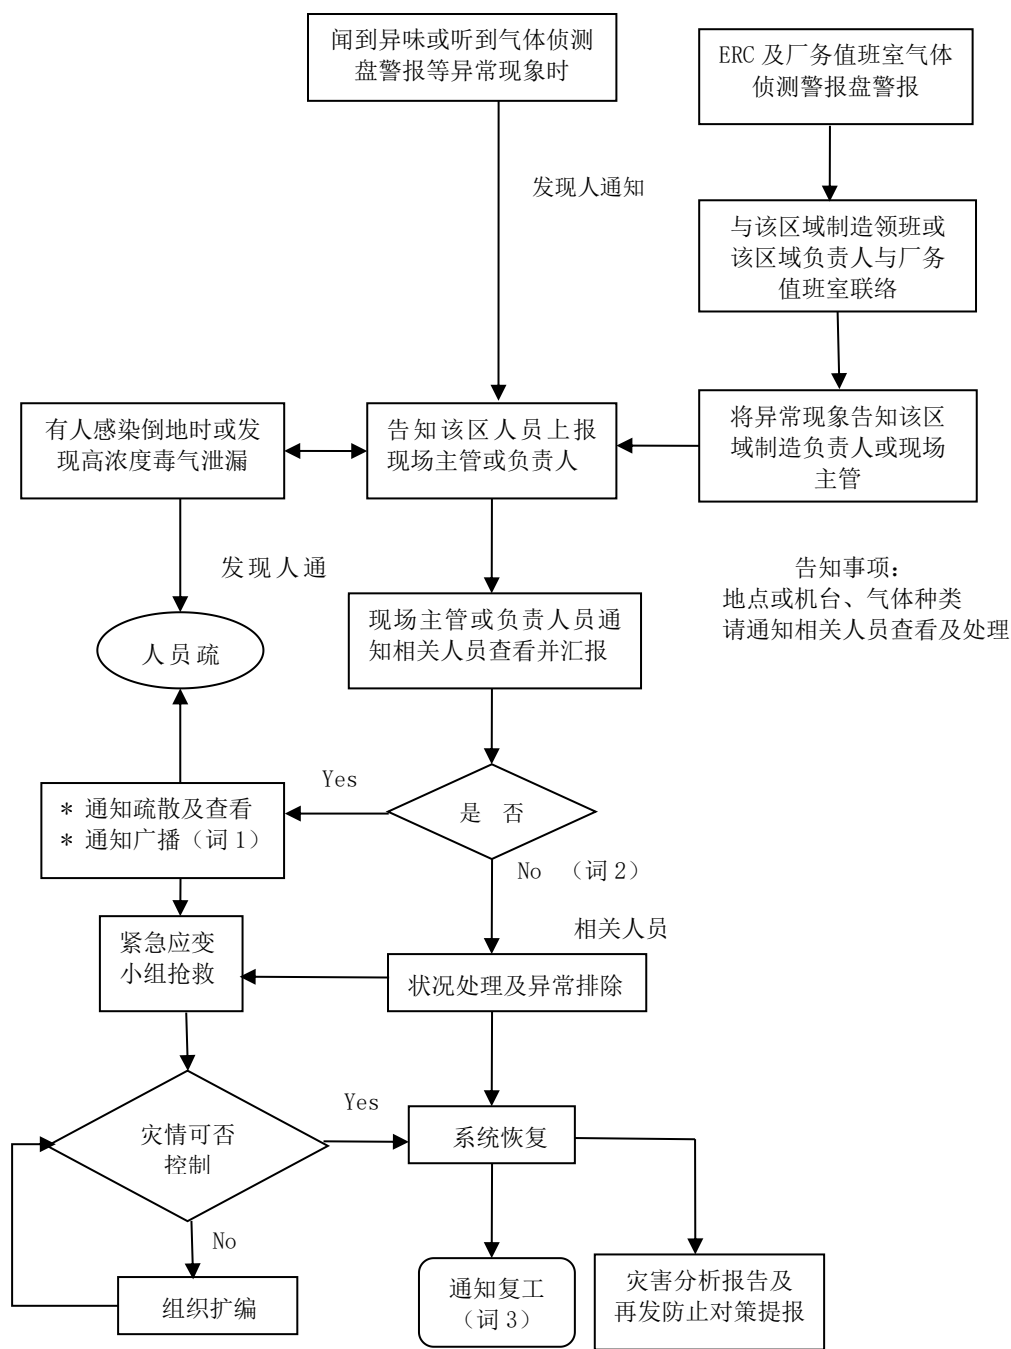 闻到异味或听到气体侦测
盘警报等异常现象时
ERC 及厂务值班室气体
侦测警报盘警报
发现人通知
与该区域制造领班或
该区域负责人与厂务
值班室联络
有人感染倒地时或发
现高浓度毒气泄漏
告知该区人员上报
现场主管或负责人
将异常现象告知该区
域制造负责人或现场
主管
发现人通
告知事项：
地点或机台、气体种类
请通知相关人员查看及处理
人员疏
现场主管或负责人员通
知相关人员查看并汇报
Yes
* 通知疏散及查看
* 通知广播（词1）
是 否
No （词2）
相关人员
紧急应变
小组抢救
状况处理及异常排除
Yes
灾情可否
控制
系统恢复
No
组织扩编
通知复工
（词3）
灾害分析报告及
再发防止对策提报